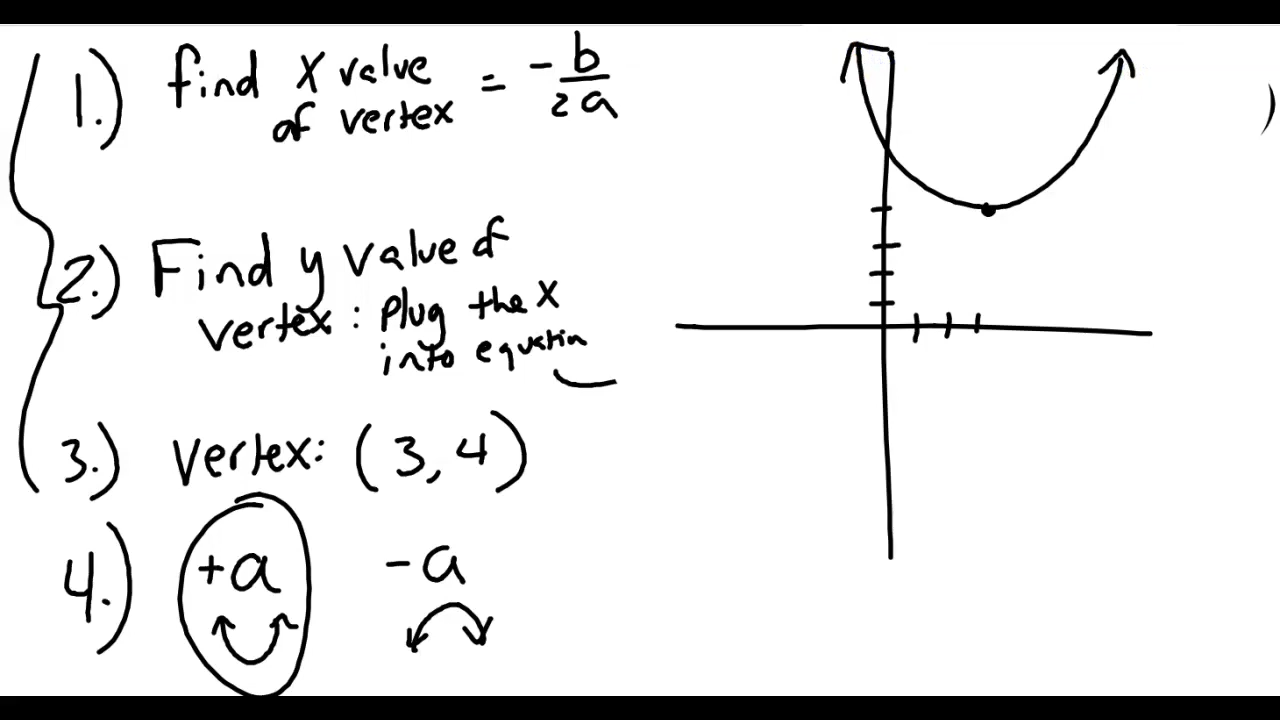 1.) find x value = -b/2a
of vertex
2.) Find y value of
vertex: plug the x
into equatin
3.) vertex: (3, 4)
4.) +a -a
)